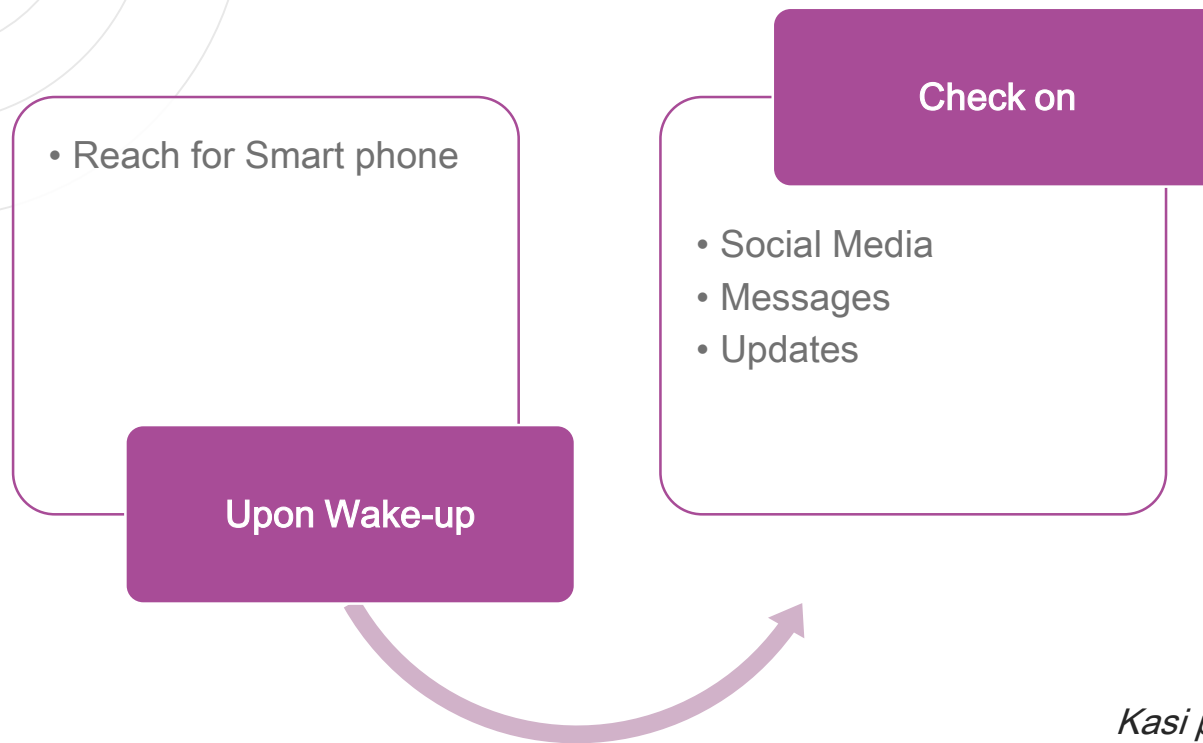 • Reach for Smart phone
Upon Wake-up
Check on
• Social Media
• Messages
• Updates
Kasi